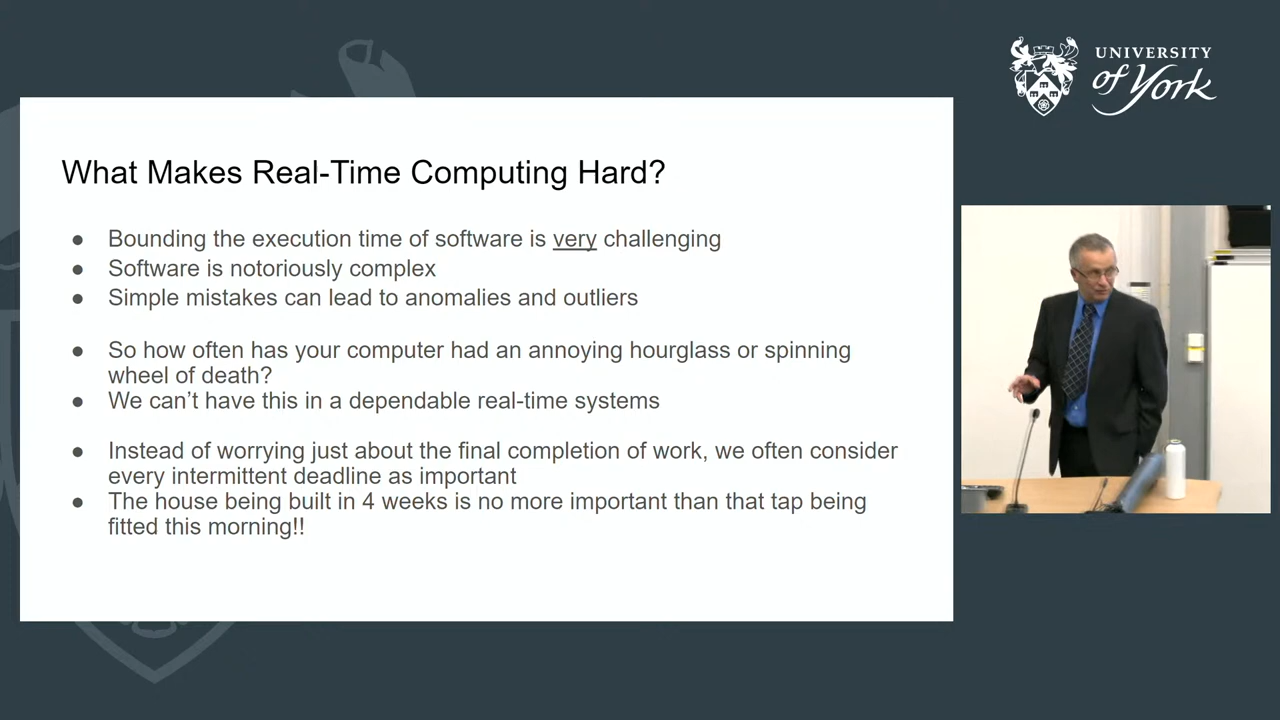 UNIVERSITY
of York
What Makes Real-Time Computing Hard?
● Bounding the execution time of software is very challenging
● Software is notoriously complex
● Simple mistakes can lead to anomalies and outliers
● So how often has your computer had an annoying hourglass or spinning
wheel of death?
● We can’t have this in a dependable real-time systems
● Instead of worrying just about the final completion of work, we often consider
every intermittent deadline as important
● The house being built in 4 weeks is no more important than that tap being
fitted this morning!!